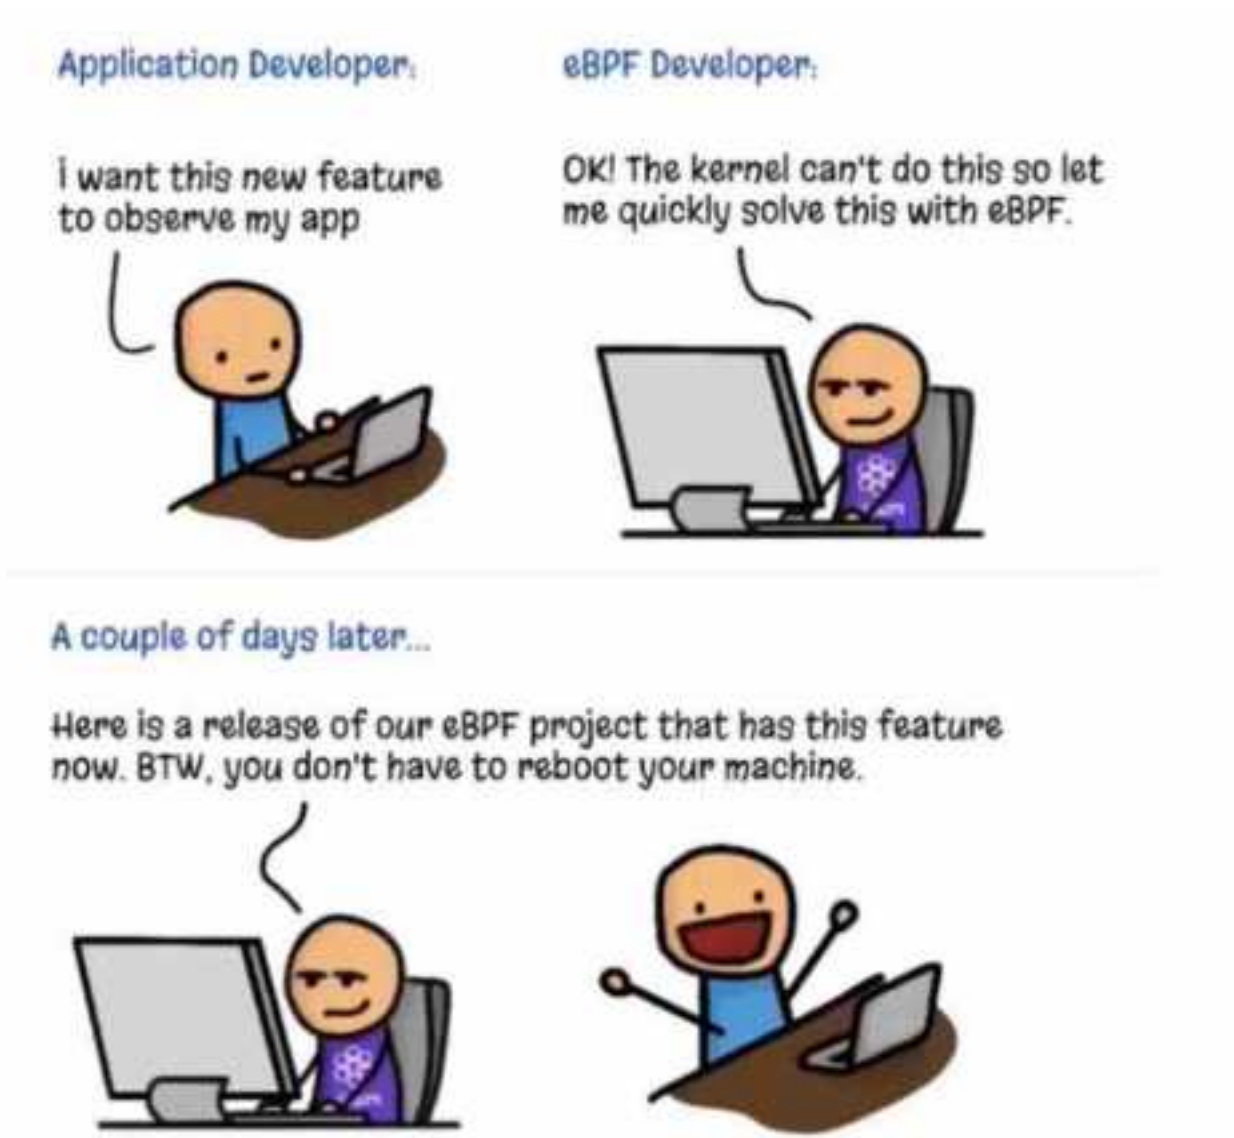 Application Developer:
eBPF Developer:
i want this new feature
to observe my app
OK! The kernel can't do this so let
me quickly solve this with eBPF.
A couple of days later...
Here is a release of our eBPF project that has this feature
now. BTW, you don't have to reboot your machine.